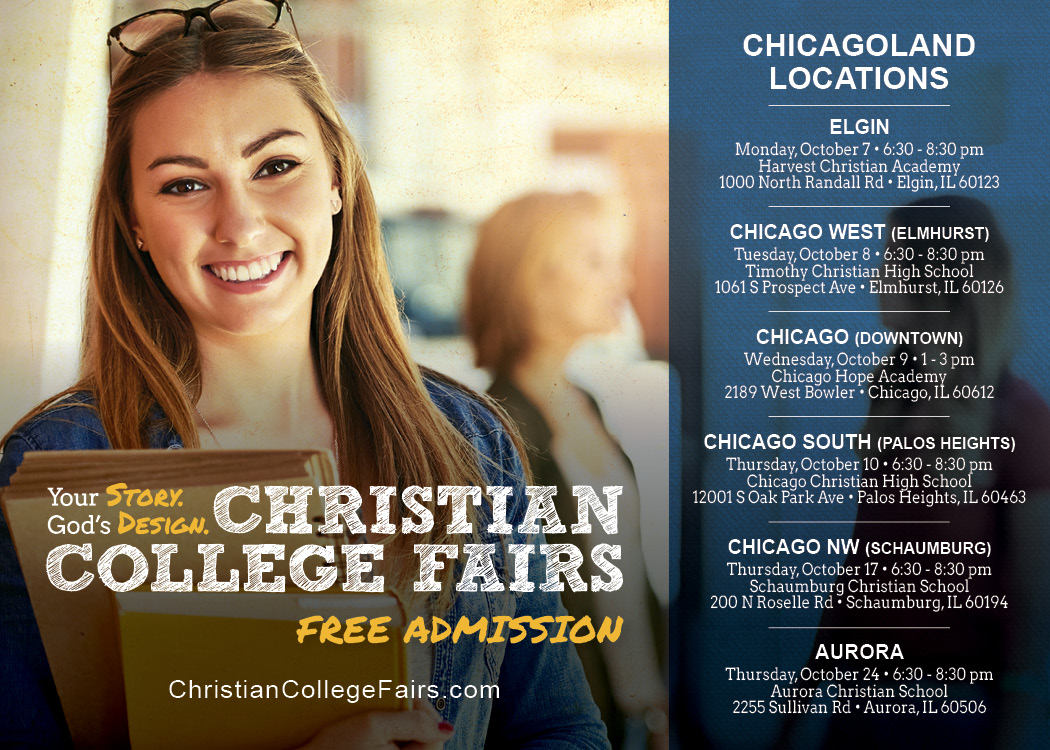 Your Story.
God's Design.
CHRISTIAN
COLLEGE FAIRS
FREE ADMISSION
ChristianCollegeFairs.com
CHICAGOLAND
LOCATIONS
ELGIN
Monday, October 7 • 6:30 - 8:30 pm
Harvest Christian Academy
1000 North Randall Rd • Elgin, IL 60123
CHICAGO WEST (ELMHURST)
Tuesday, October 8 • 6:30 - 8:30 pm
Timothy Christian High School
1061 S Prospect Ave • Elmhurst, IL 60126
CHICAGO (DOWNTOWN)
Wednesday, October 9 • 1 - 3 pm
Chicago Hope Academy
2189 West Bowler • Chicago, IL 60612
CHICAGO SOUTH (PALOS HEIGHTS)
Thursday, October 10 • 6:30 - 8:30 pm
Chicago Christian High School
12001 S Oak Park Ave • Palos Heights, IL 60463
CHICAGO NW (SCHAUMBURG)
Thursday, October 17 • 6:30 - 8:30 pm
Schaumburg Christian School
200 N Roselle Rd • Schaumburg, IL 60194
AURORA
Thursday, October 24 • 6:30 - 8:30 pm
Aurora Christian School
2255 Sullivan Rd • Aurora, IL 60506